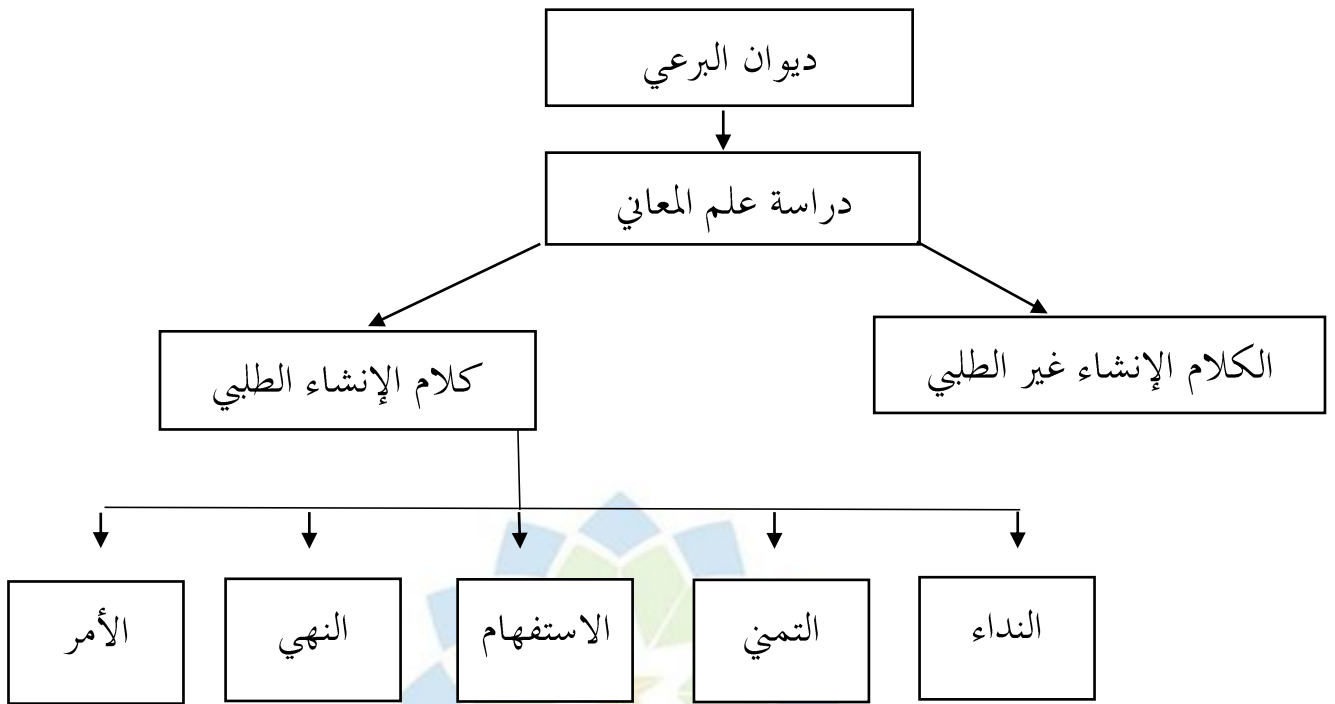 ديوان البرعي
دراسة علم المعاني
الكلام الإنشاء غير الطلبي
كلام الإنشاء الطلبي
النداء
التمني
الاستفهام
النهي
الأمر